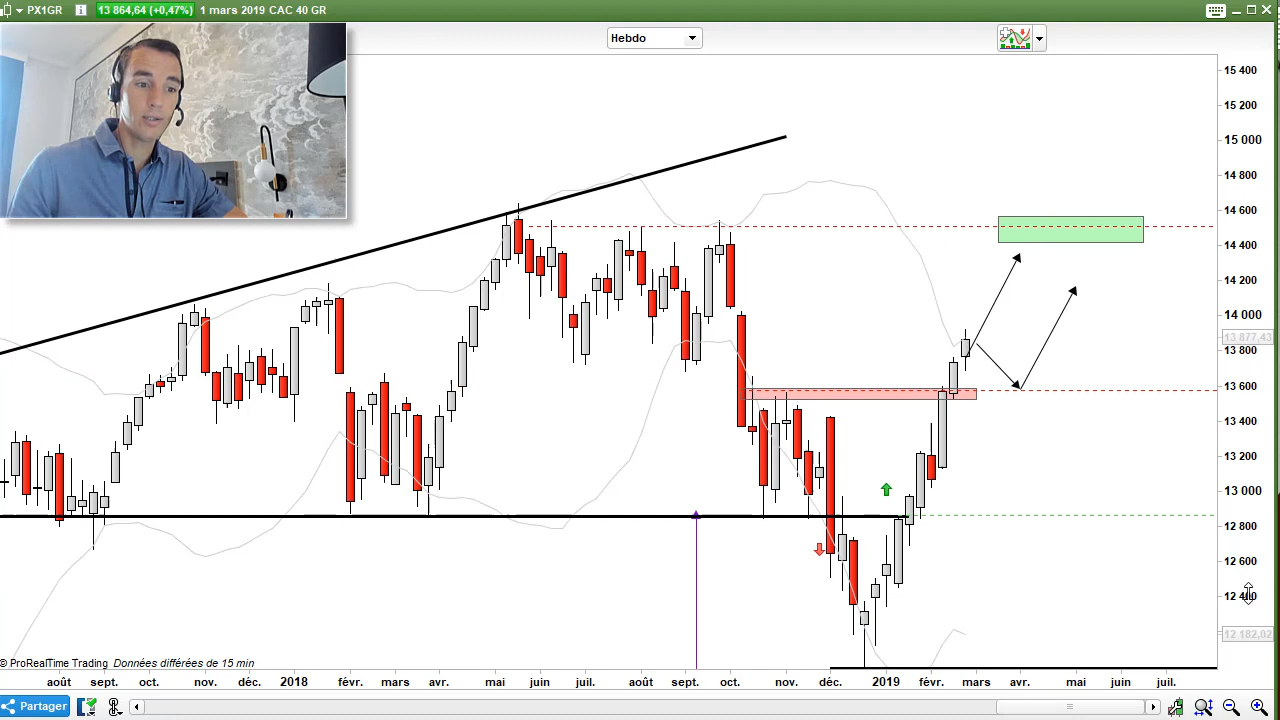 PX1GR
13 864,64 (+0,47%)
1 mars 2019 CAC 40 GR
Hebdo
15 400
15 200
15 000
14 800
14 600
14 400
14 200
14 000
13 877,43
13 800
13 600
13 400
13 200
13 000
12 800
12 600
12 400
12 182,02
© ProRealTime Trading Données différées de 15 min
août sept. oct. nov. déc. 2018 févr. mars avr. mai juin juil. août sept. oct. nov. déc. 2019 févr. mars avr. mai juin juil.
Partager